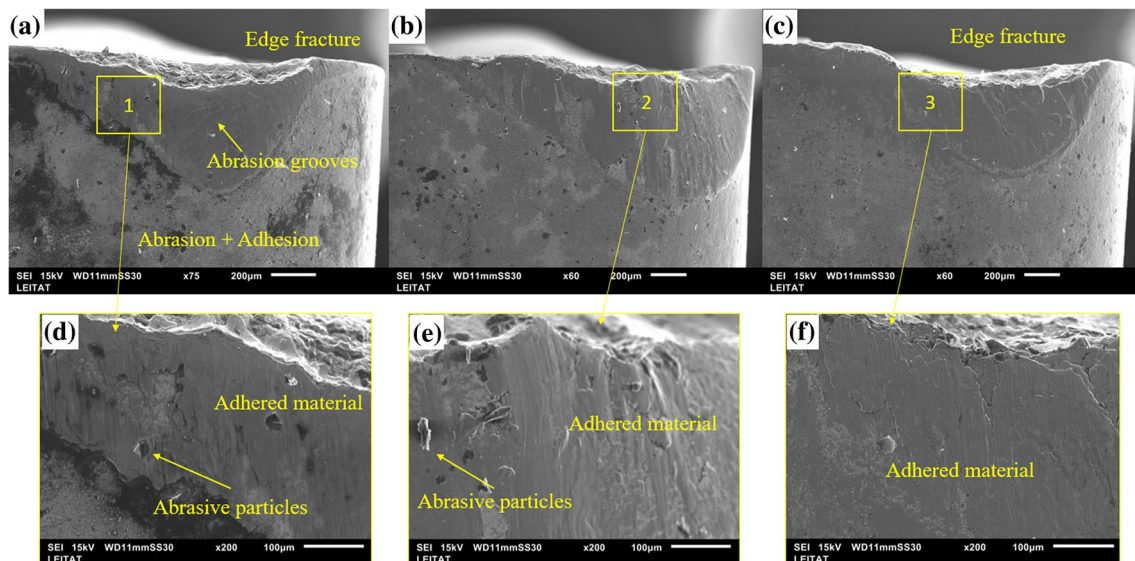 (a)
Edge fracture
1
Abrasion grooves
Abrasion + Adhesion
SEI 15kV WD11mmSS30 x75 200µm
LEITAT
(b)
2
SEI 15kV WD11mmSS30 x60 200µm
LEITAT
(c)
Edge fracture
3
SEI 15kV WD11mmSS30 x60 200µm
LEITAT
(d)
Adhered material
Abrasive particles
SEI 15kV WD11mmSS30 x200 100µm
LEITAT
(e)
Adhered material
Abrasive particles
SEI 15kV WD11mmSS30 x200 100µm
LEITAT
(f)
Adhered material
SEI 15kV WD11mmSS30 x200 100µm
LEITAT